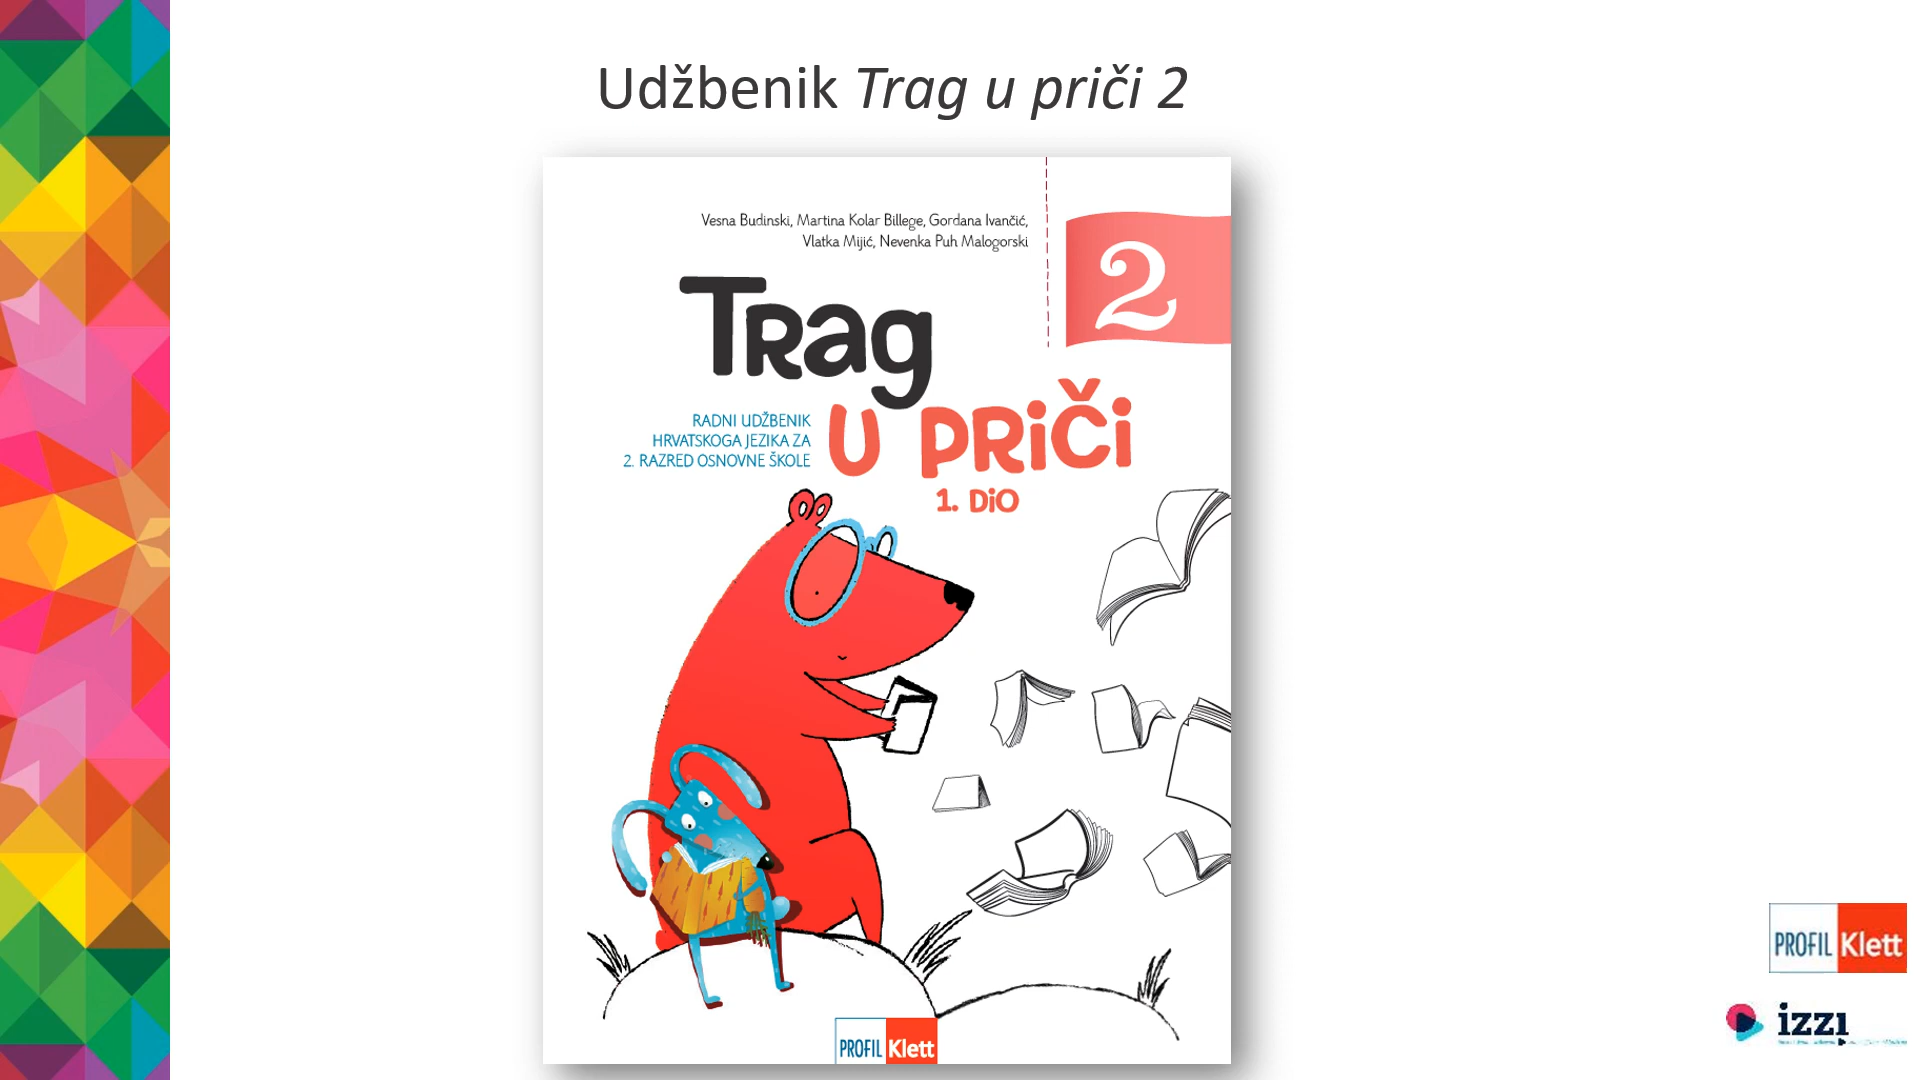 Udžbenik Trag u priči 2
Vesna Budinski, Martina Kolar Billege, Gordana Ivančić,
Vlatka Mijić, Nevenka Puh Malogorski
2
TRag
u pRiČi
RADNI UDŽBENIK
HRVATSKOGA JEZIKA ZA
2. RAZRED OSNOVNE ŠKOLE
1. DiO
PROFIL Klett
PROFIL Klett
izzi